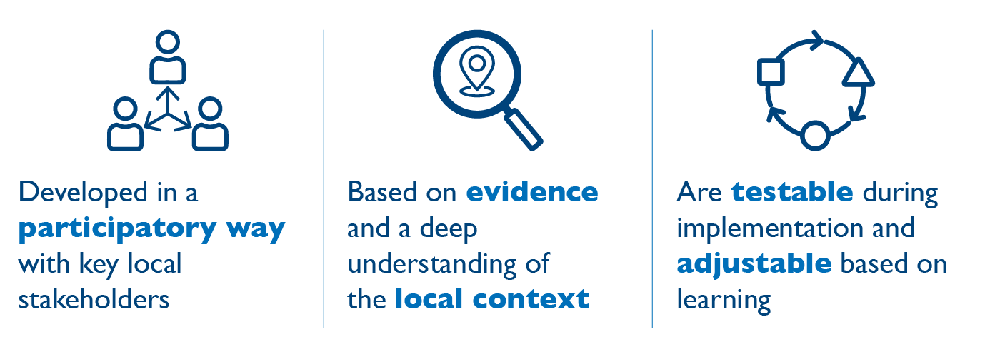 Developed in a
participatory way
with key local
stakeholders
Based on evidence
and a deep
understanding of
the local context
Are testable during
implementation and
adjustable based on
learning